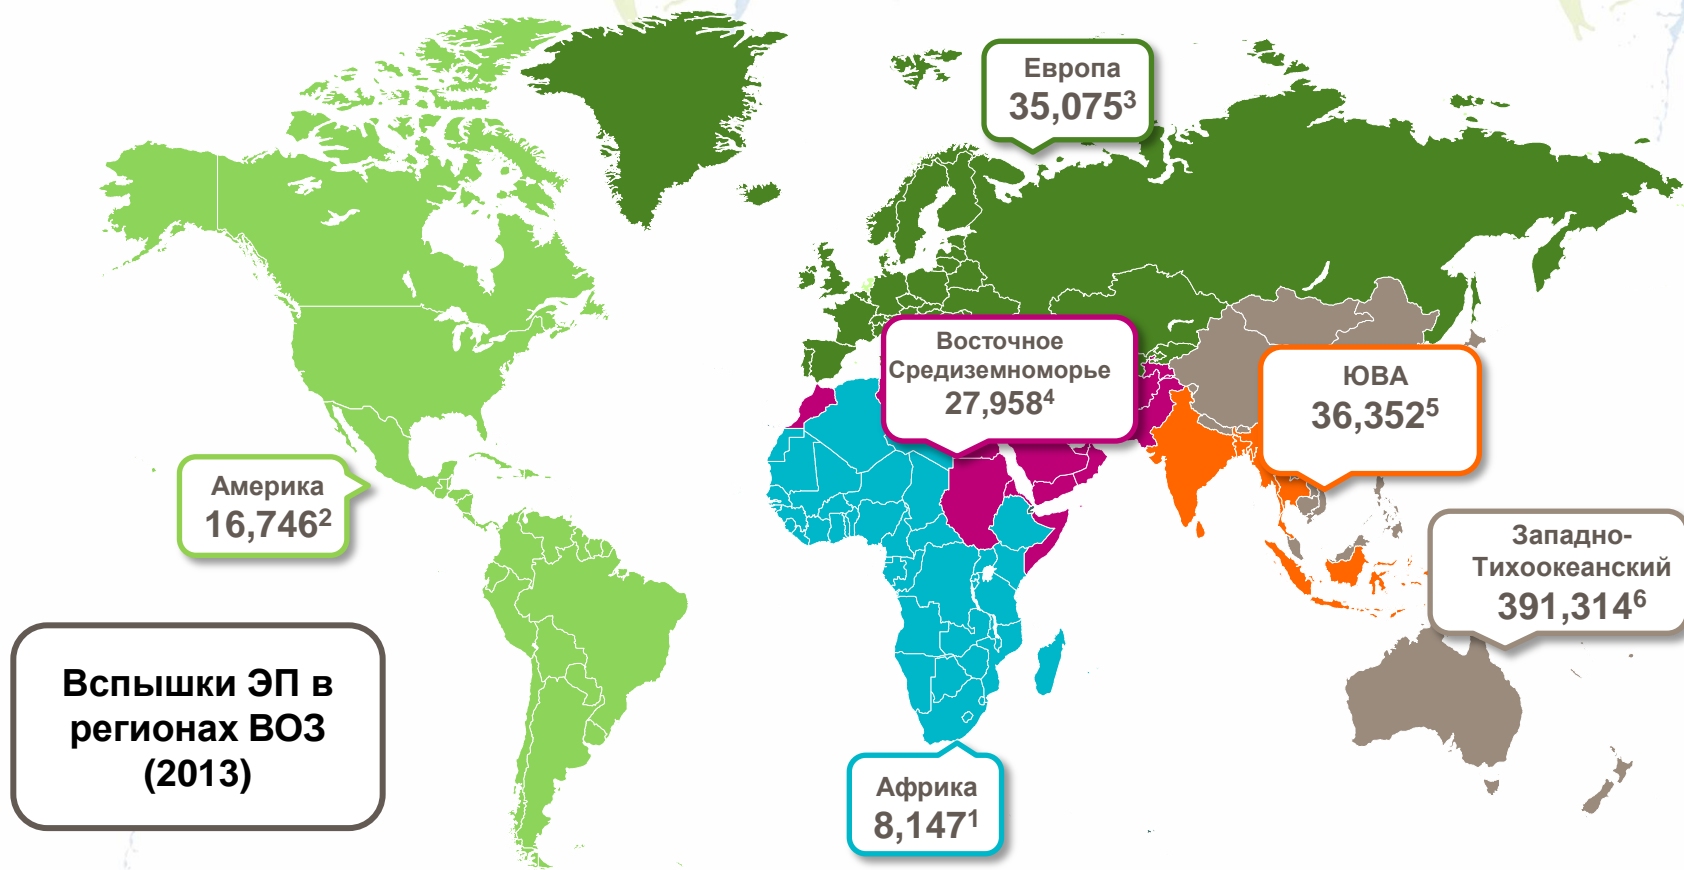 Европа
35,075³
Восточное
Средиземноморье
27,958⁴
ЮВА
36,352⁵
Америка
16,746²
Западно-
Тихоокеанский
391,314⁶
Вспышки ЭП в
регионах ВОЗ
(2013)
Африка
8,147¹